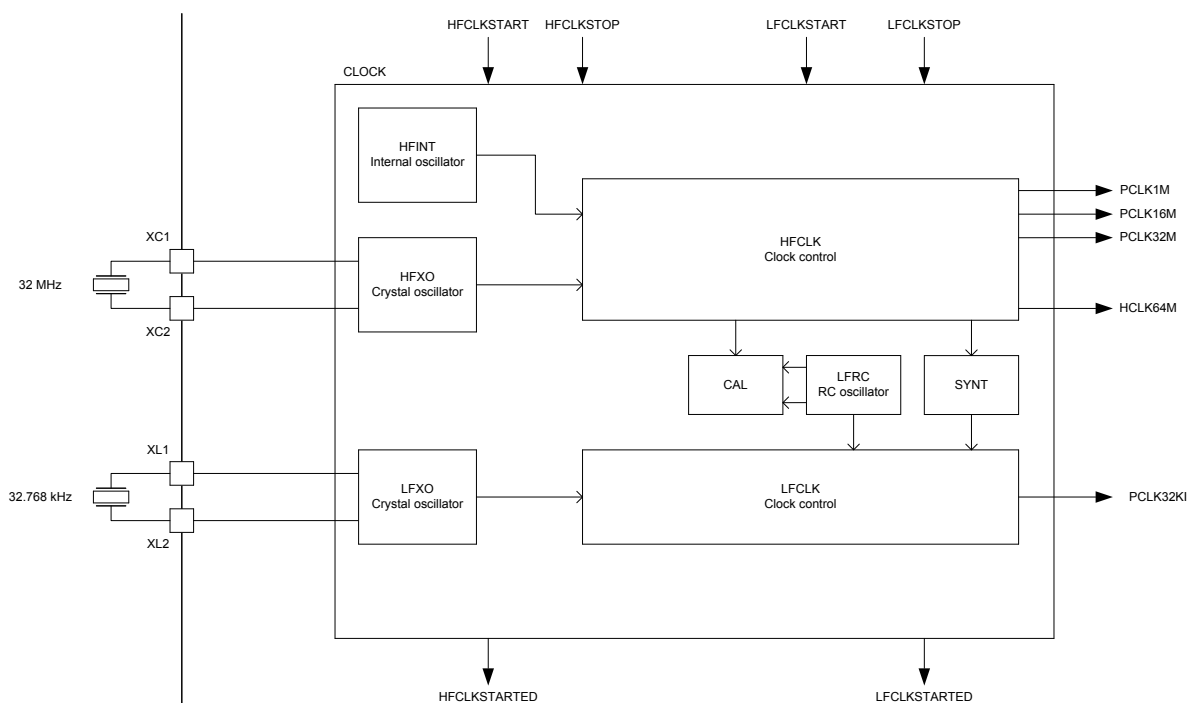 HFCLKSTART
HFCLKSTOP
LFCLKSTART
LFCLKSTOP
CLOCK
HFINT
Internal oscillator
PCLK1M
PCLK16M
PCLK32M
HFCLK
Clock control
XC1
HFXO
Crystal oscillator
32 MHz
XC2
HCLK64M
CAL
LFRC
RC oscillator
SYNT
XL1
LFXO
Crystal oscillator
LFCLK
Clock control
32.768 kHz
PCLK32KI
XL2
HFCLKSTARTED
LFCLKSTARTED